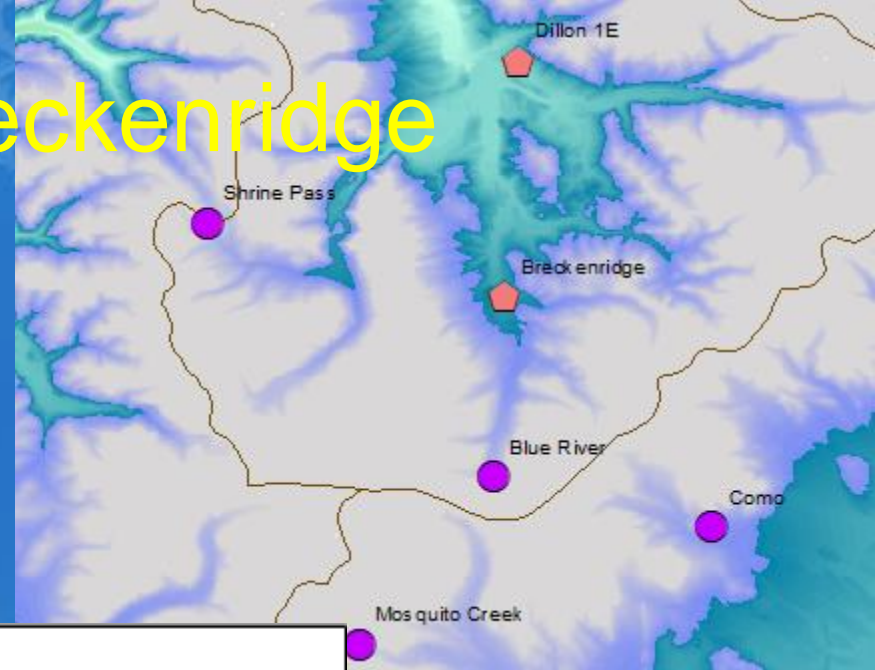 Dillon 1E
eckenridge
Shrine Pass
Breckenridge
Blue River
Como
Mosquito Creek